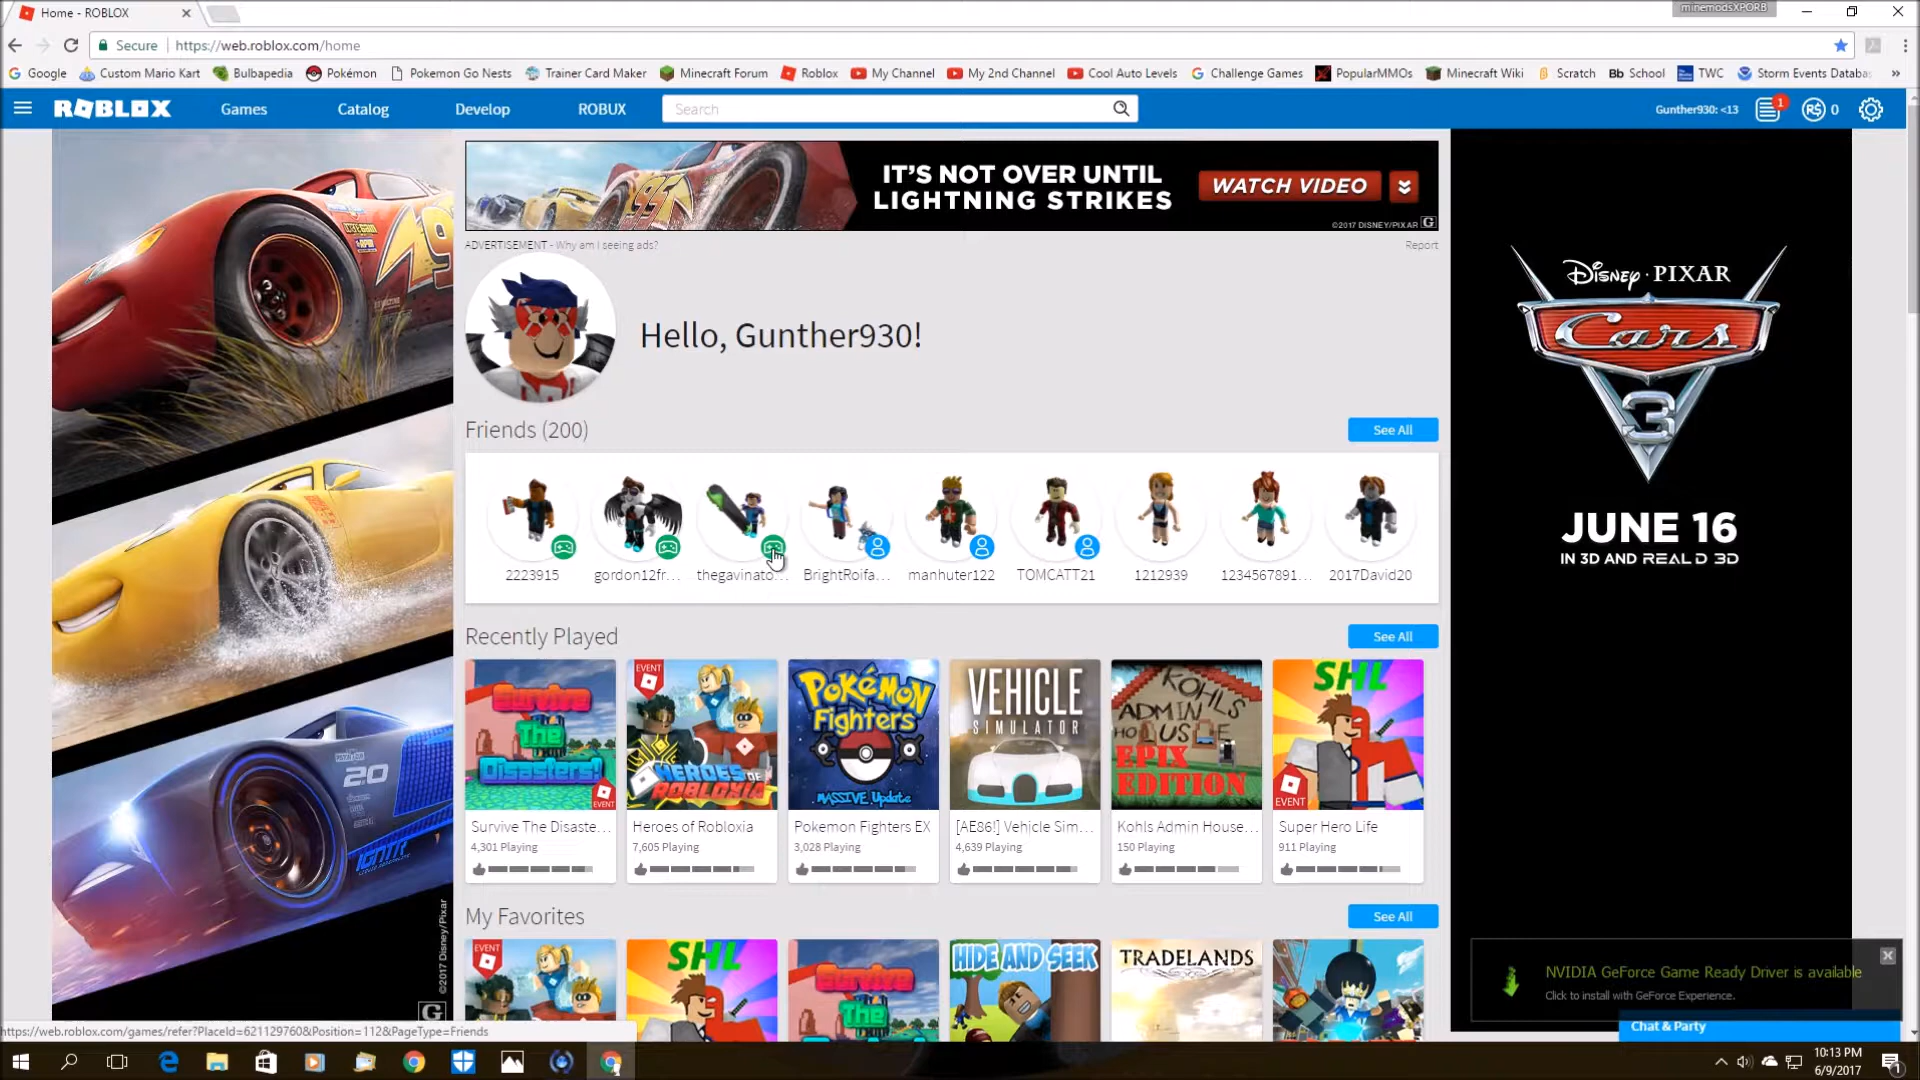 Home - ROBLOX
minemodsXPORB
Secure https://web.roblox.com/home
Google Custom Mario Kart Bulbapedia Pokémon Pokemon Go Nests Trainer Card Maker Minecraft Forum Roblox My Channel My 2nd Channel Cool Auto Levels Challenge Games PopularMMOs Minecraft Wiki Scratch Bb School TWC Storm Events Databa
ROBLOX Games Catalog Develop ROBUX Search Gunther930: <13 1 R$ 0
IT'S NOT OVER UNTIL
LIGHTNING STRIKES
WATCH VIDEO
©2017 DISNEY/PIXAR G
ADVERTISEMENT - Why am I seeing ads? Report
Hello, Gunther930!
Disney · PIXAR
Cars
3
JUNE 16
IN 3D AND REAL D 3D
95
20
IGNTR
©2017 Disney/Pixar
G
Friends (200) See All
2223915 gordon12fr... thegavinato... BrightRoifa... manhuter122 TOMCATT21 1212939 1234567891... 2017David20
Recently Played See All
Survive The Disasters! EVENT
EVENT HEROES OF ROBLOXIA
POKéMON Fighters MASSIVE Update
VEHICLE SIMULATOR
KOHLS ADMIN HOUSE EPIX EDITION
SHL EVENT
Survive The Disaste... Heroes of Robloxia Pokemon Fighters EX [AE86!] Vehicle Sim... Kohls Admin House... Super Hero Life
4,301 Playing 7,605 Playing 3,028 Playing 4,639 Playing 150 Playing 911 Playing
My Favorites See All
EVENT
SHL
Survive The
HIDE AND SEEK
TRADELANDS
NVIDIA GeForce Game Ready Driver is available
Click to install with GeForce Experience.
Chat & Party
https://web.roblox.com/games/refer?PlaceId=621129760&Position=112&PageType=Friends
10:13 PM
6/9/2017
1